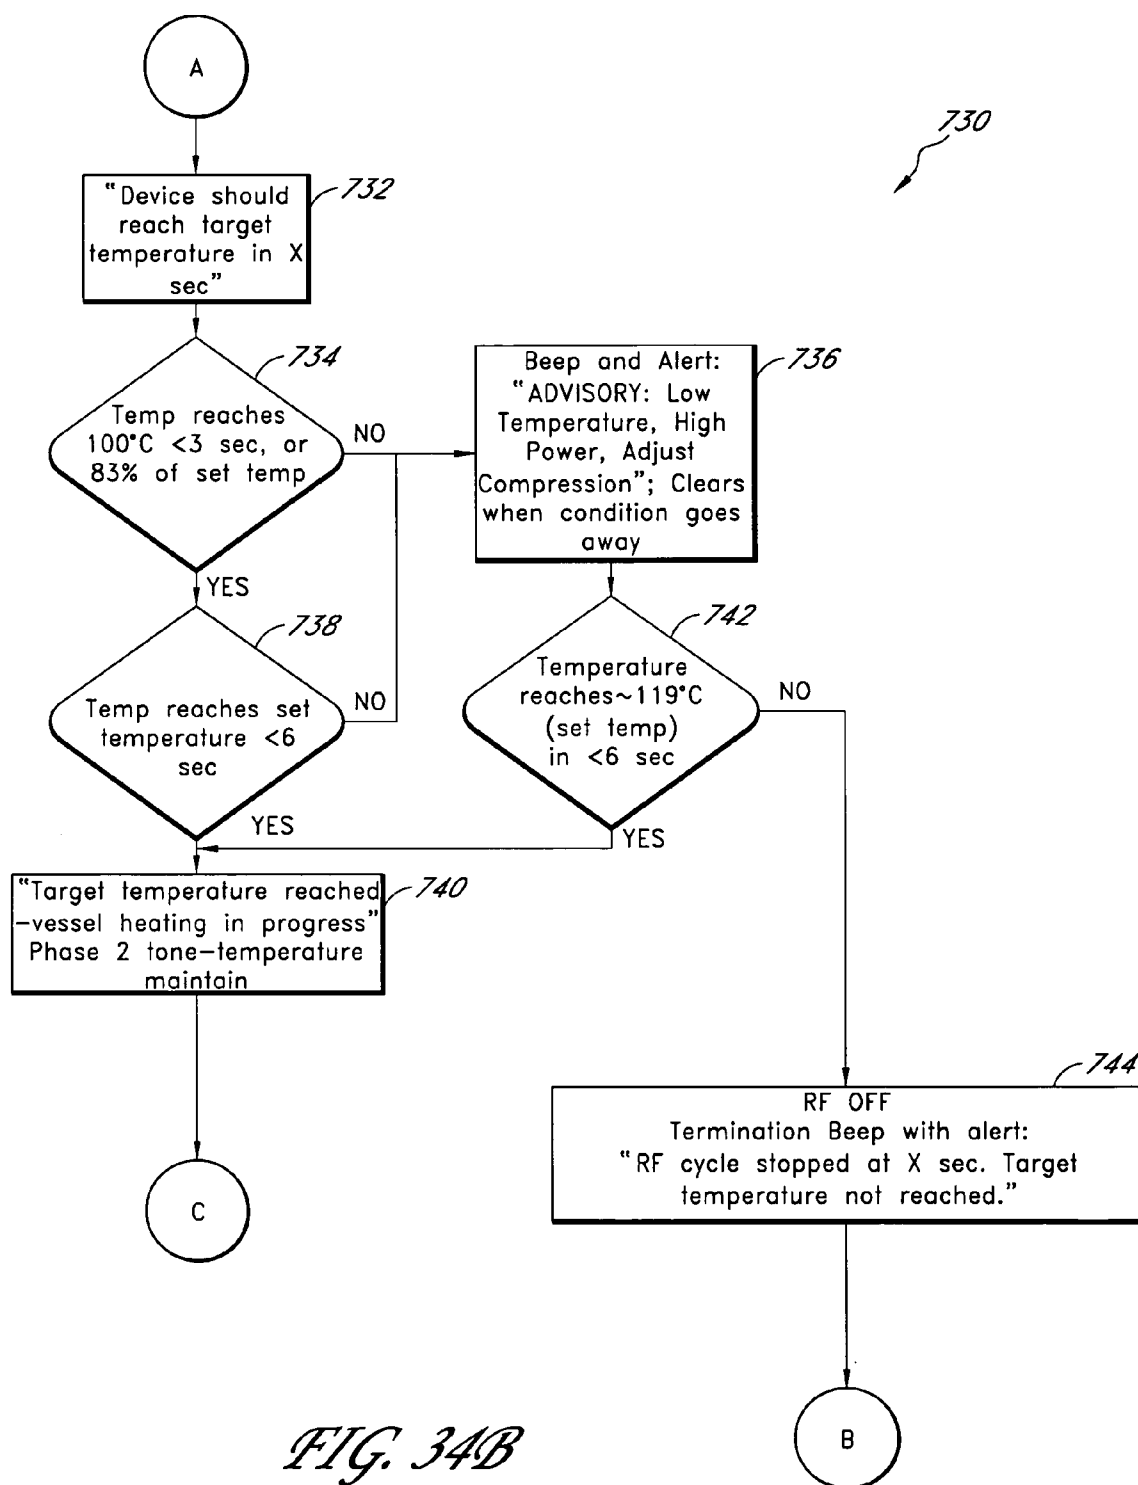 A
730
"Device should
reach target
temperature in X
sec"
732
Temp reaches
100°C <3 sec, or
83% of set temp
734
NO
YES
Beep and Alert:
"ADVISORY: Low
Temperature, High
Power, Adjust
Compression"; Clears
when condition goes
away
736
Temp reaches set
temperature <6
sec
738
NO
YES
Temperature
reaches~119°C
(set temp)
in <6 sec
742
NO
YES
"Target temperature reached
-vessel heating in progress"
Phase 2 tone-temperature
maintain
740
RF OFF
Termination Beep with alert:
"RF cycle stopped at X sec. Target
temperature not reached."
744
C
B
FIG. 34B